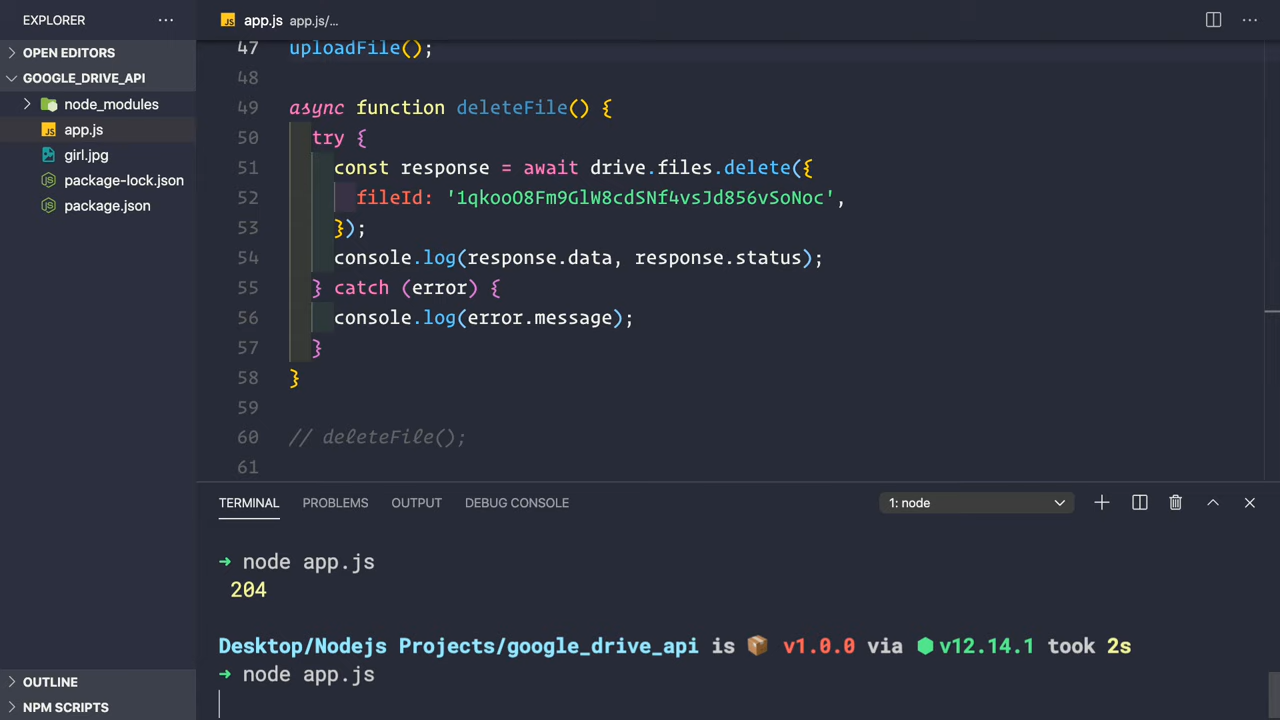 EXPLORER
OPEN EDITORS
GOOGLE_DRIVE_API
node_modules
JS app.js
girl.jpg
package-lock.json
package.json
OUTLINE
NPM SCRIPTS
JS app.js app.js/...
47 uploadFile();
48
49 async function deleteFile() {
50 try {
51 const response = await drive.files.delete({
52 fileId: '1qkooO8Fm9GlW8cdSNf4vsJd856vSoNoc',
53 });
54 console.log(response.data, response.status);
55 } catch (error) {
56 console.log(error.message);
57 }
58 }
59
60 // deleteFile();
61
TERMINAL PROBLEMS OUTPUT DEBUG CONSOLE 1: node
➜ node app.js
204
Desktop/Nodejs Projects/google_drive_api is 📦 v1.0.0 via ⬢ v12.14.1 took 2s
➜ node app.js